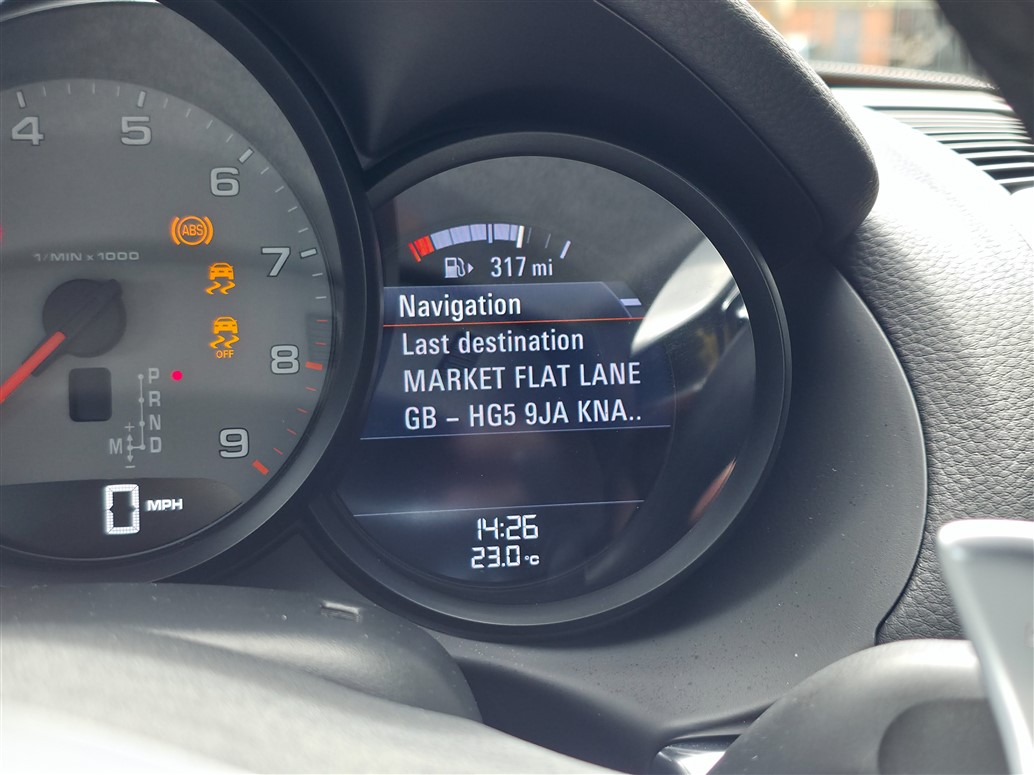 4
5
6
7
8
9
ABS
1/MIN x 1000
OFF
P
R
N
M D
+
-
0 MPH
317 mi
Navigation
Last destination
MARKET FLAT LANE
GB – HG5 9JA KNA..
14:26
23.0 °C